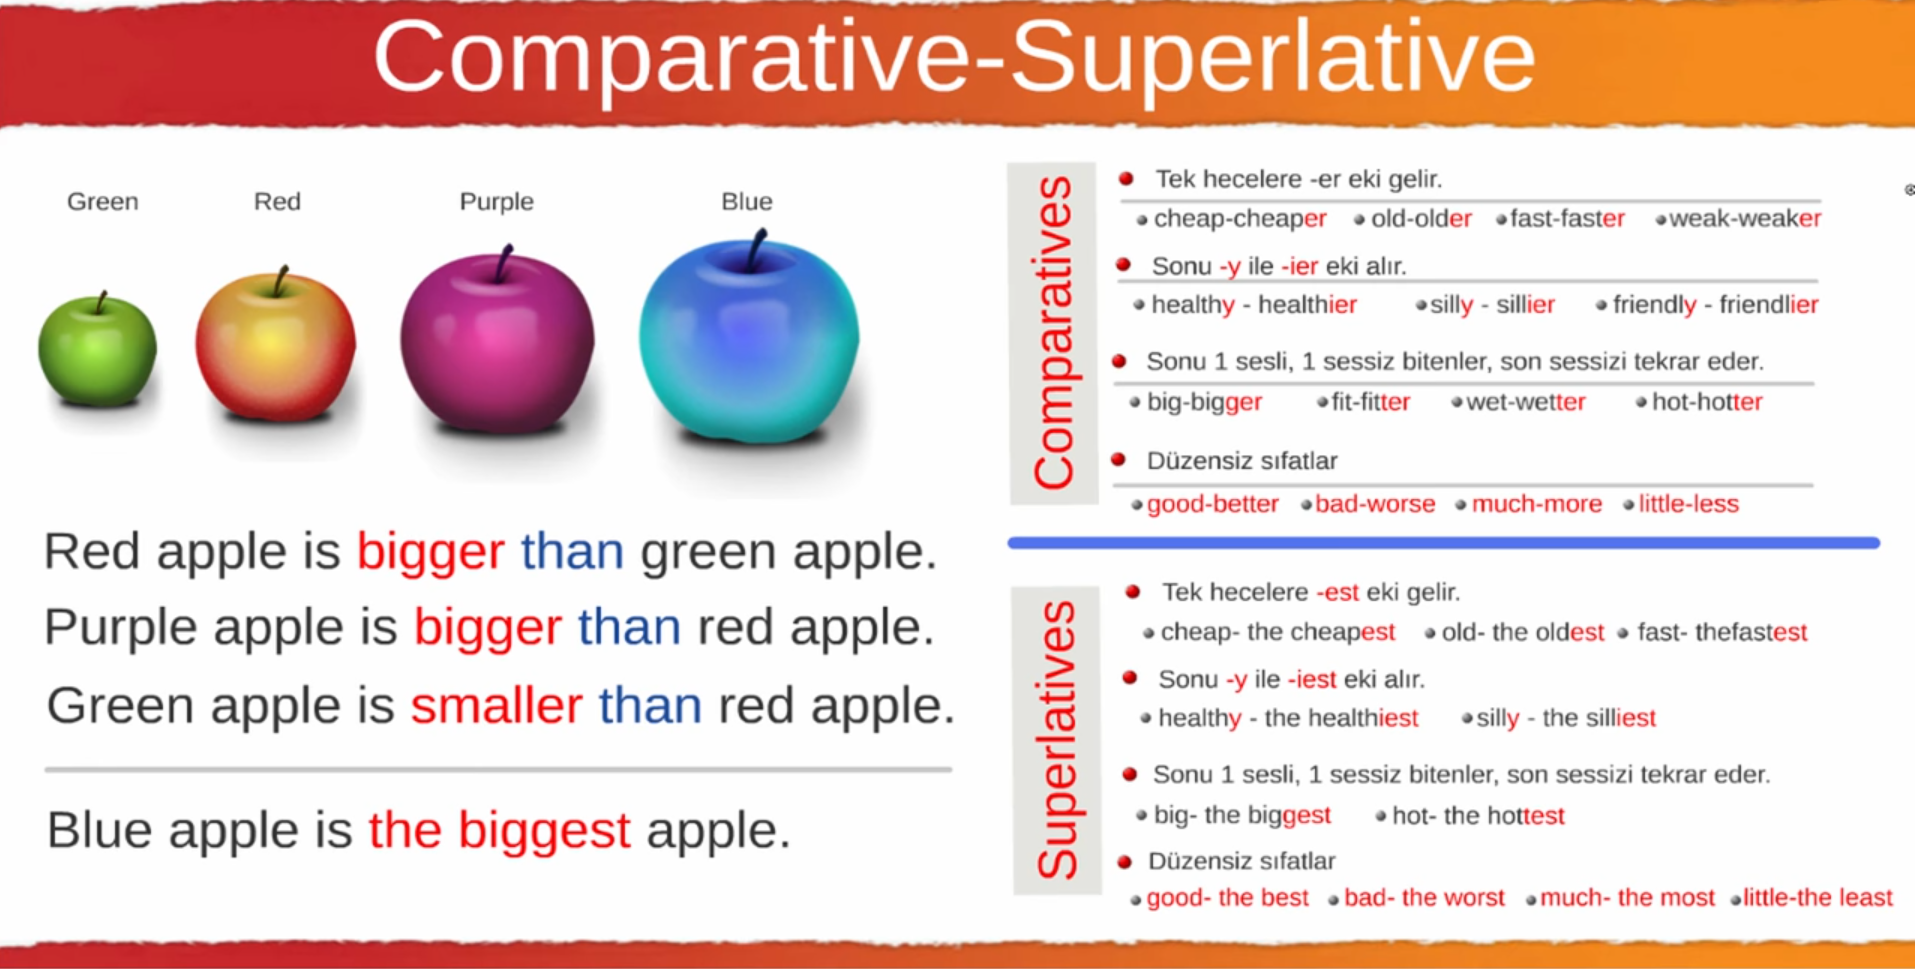 Comparative-Superlative
Green Red Purple Blue
Red apple is bigger than green apple.
Purple apple is bigger than red apple.
Green apple is smaller than red apple.
Blue apple is the biggest apple.
Comparatives
Tek hecelere -er eki gelir.
cheap-cheaper old-older fast-faster weak-weaker
Sonu -y ile -ier eki alır.
healthy - healthier silly - sillier friendly - friendlier
Sonu 1 sesli, 1 sessiz bitenler, son sessizi tekrar eder.
big-bigger fit-fitter wet-wetter hot-hotter
Düzensiz sıfatlar
good-better bad-worse much-more little-less
Superlatives
Tek hecelere -est eki gelir.
cheap- the cheapest old- the oldest fast- thefastest
Sonu -y ile -iest eki alır.
healthy - the healthiest silly - the silliest
Sonu 1 sesli, 1 sessiz bitenler, son sessizi tekrar eder.
big- the biggest hot- the hottest
Düzensiz sıfatlar
good- the best bad- the worst much- the most little-the least